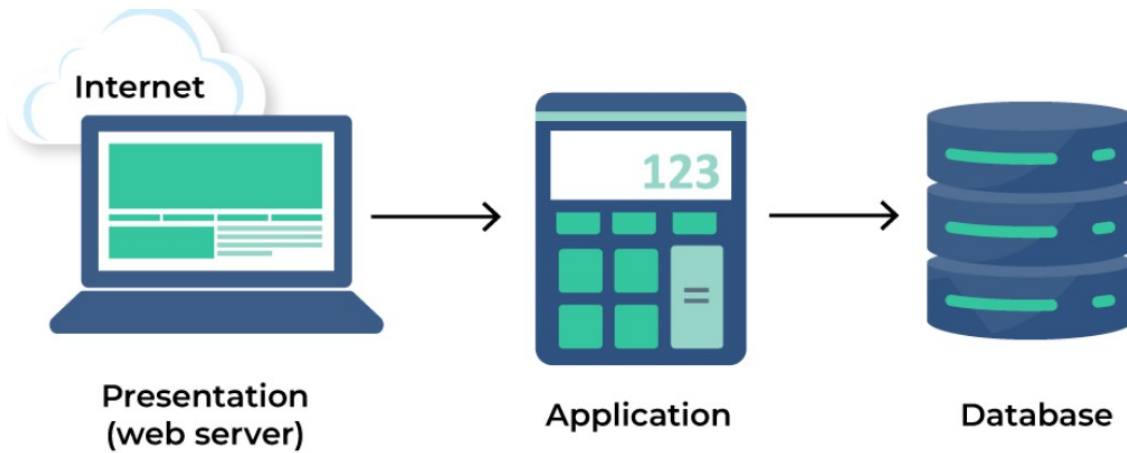 Internet
123
=
Presentation
(web server)
Application
Database